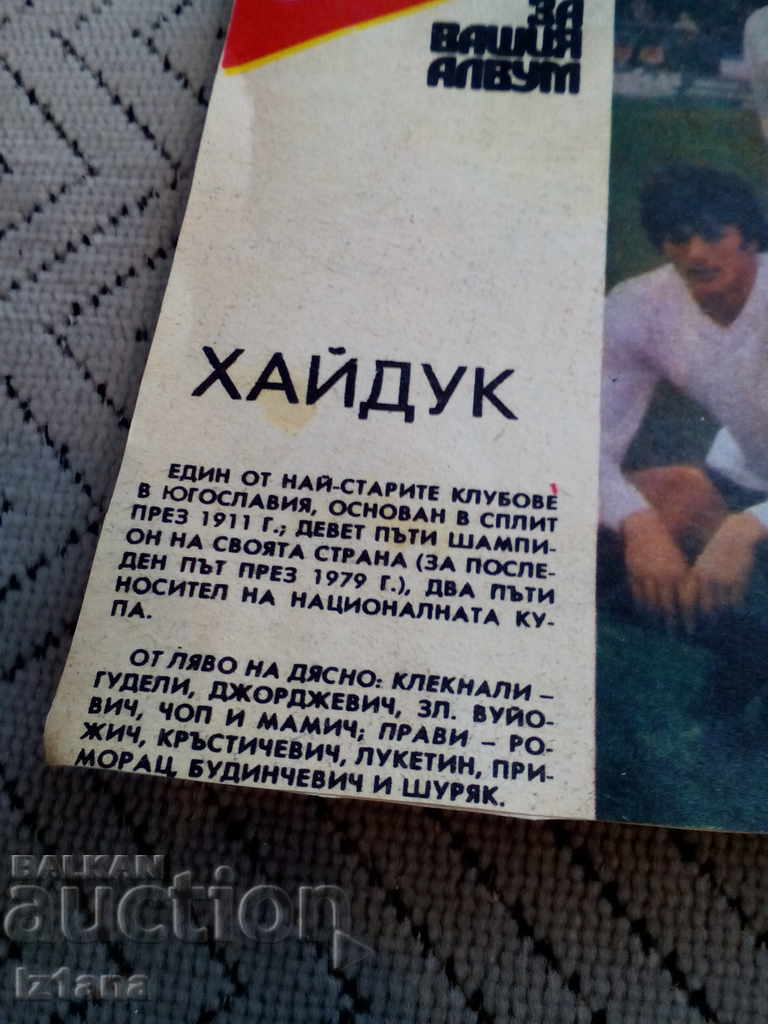 ЗА
ВАШИЯ
АЛБУМ
ХАЙДУК
ЕДИН ОТ НАЙ-СТАРИТЕ КЛУБОВЕ
В ЮГОСЛАВИЯ, ОСНОВАН В СПЛИТ
ПРЕЗ 1911 Г.; ДЕВЕТ ПЪТИ ШАМПИ-
ОН НА СВОЯТА СТРАНА (ЗА ПОСЛЕ-
ДЕН ПЪТ ПРЕЗ 1979 Г.), ДВА ПЪТИ
НОСИТЕЛ НА НАЦИОНАЛНАТА КУ-
ПА.
ОТ ЛЯВО НА ДЯСНО: КЛЕКНАЛИ –
ГУДЕЛИ, ДЖОРДЖЕВИЧ, ЗЛ. ВУЙО-
ВИЧ, ЧОП И МАМИЧ; ПРАВИ – РО-
ЖИЧ, КРЪСТИЧЕВИЧ, ЛУКЕТИН, ПРИ-
МОРАЦ, БУДИНЧЕВИЧ И ШУРЯК.
BALKAN
auction
Iz1ana